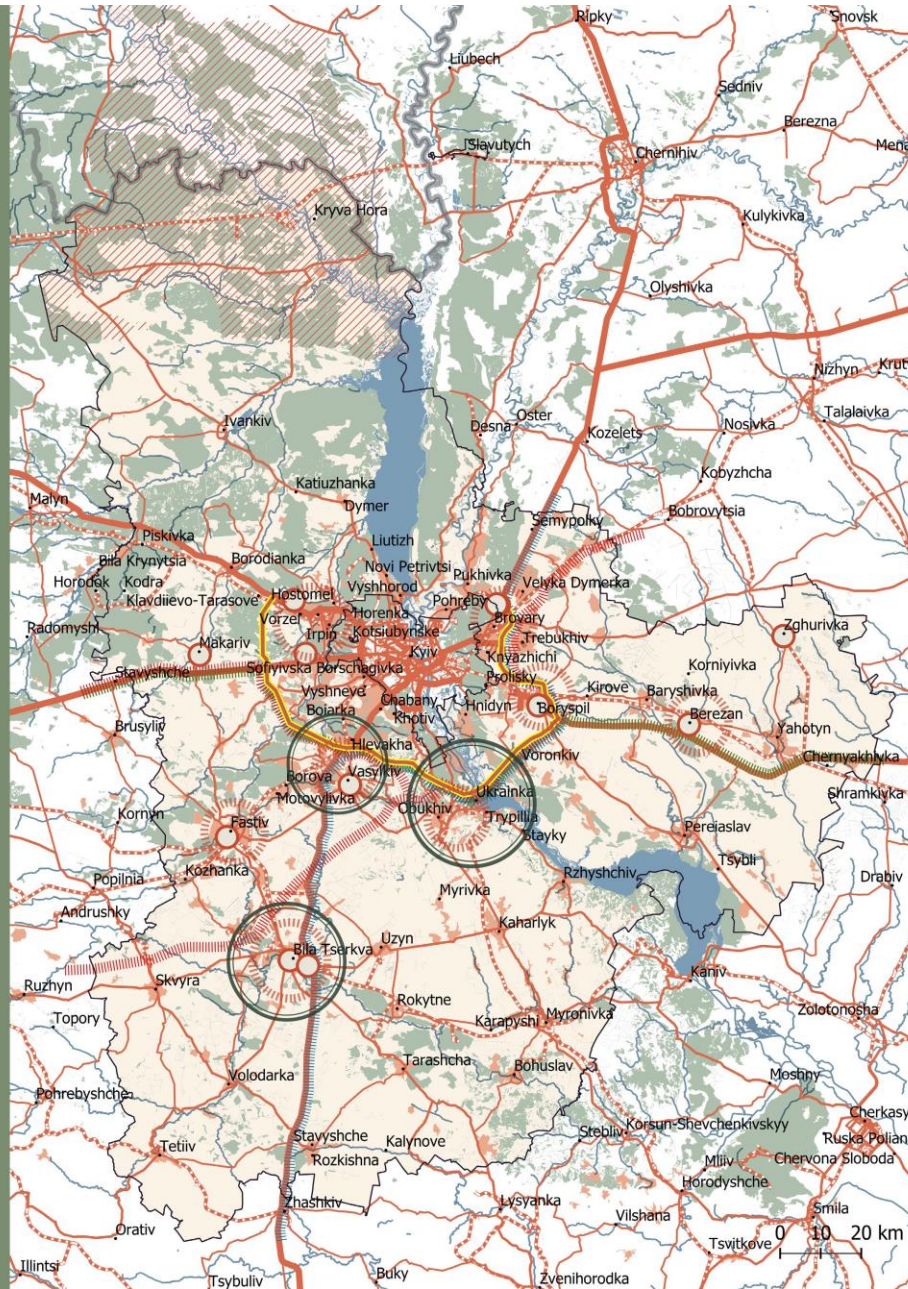 Ripky
Snovsk
Liubech
Sedniv
Berezna
Slavutych
Chernihiv
Mena
Kryva Hora
Kulykivka
Olyshivka
Nizhyn
Krut
Ivankiv
Desna
Oster
Talalaivka
Kozelets
Nosivka
Kobyzhcha
Katiuzhanka
Malyn
Dymer
Bobrovytsia
Semypolky
Piskivka
Liutizh
Bila Krynytsia
Borodianka
Novi Petrivtsi
Pukhivka
Velyka Dymerka
Horodok
Kodra
Vyshhorod
Klavdiievo-Tarasove
Hostomel
Pohreby
Vorzel
Horenka
Brovary
Radomyshl
Irpin
Kotsiubynske
Trebukhiv
Zghurivka
Makariv
Kyiv
Knyazhichi
Stavyshche
Sofiyivska Borschagivka
Prolisky
Kornyivka
Vyshneve
Kirove
Baryshivka
Chabany
Boryspil
Boiarka
Khotiv
Hnidyn
Berezan
Brusyliv
Yahotyn
Hlevakha
Voronkiv
Chernyakhivka
Borova
Vasylkiv
Ukrainka
Shramkivka
Motovylivka
Obukhiv
Trypillia
Kornyn
Fastiv
Stayky
Pereiaslav
Kozhanka
Tsybli
Popilnia
Rzhyshchiv
Drabiv
Myrivka
Andrushky
Kaharlyk
Uzyn
Bila Tserkva
Ruzhyn
Skvyra
Kaniv
Topory
Rokytne
Zolotonosha
Karapyshi
Myronivka
Tarashcha
Bohuslav
Volodarka
Moshny
Pohrebyshche
Cherkasy
Stavyshche
Stebliv
Korsun-Shevchenkivskyy
Ruska Polian
Tetiiv
Kalynove
Mliiv
Chervona Sloboda
Rozkishna
Horodyshche
Zhashkiv
Lysyanka
Smila
Orativ
Vilshana
0 10 20 km
Tsvitkove
Illintsi
Tsybuliv
Buky
Zvenihorodka